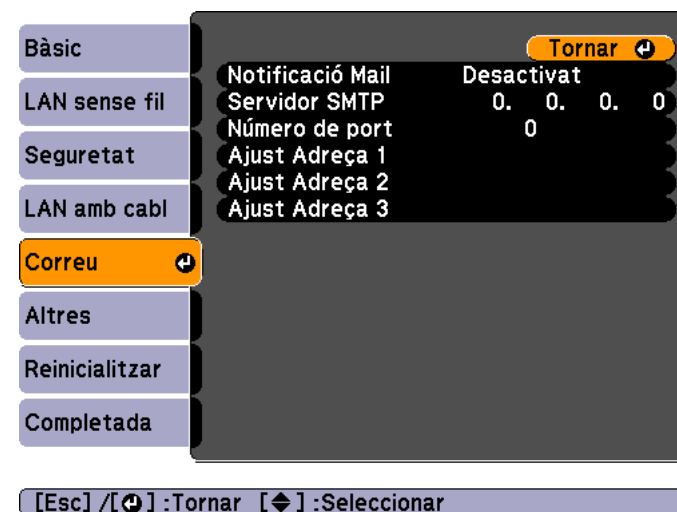 Bàsic
LAN sense fil
Seguretat
LAN amb cabl
Correu
Altres
Reinicialitzar
Completada
Tornar
Notificació Mail Desactivat
Servidor SMTP 0. 0. 0. 0
Número de port 0
Ajust Adreça 1
Ajust Adreça 2
Ajust Adreça 3
[Esc] /[⏎] :Tornar [◆] :Seleccionar